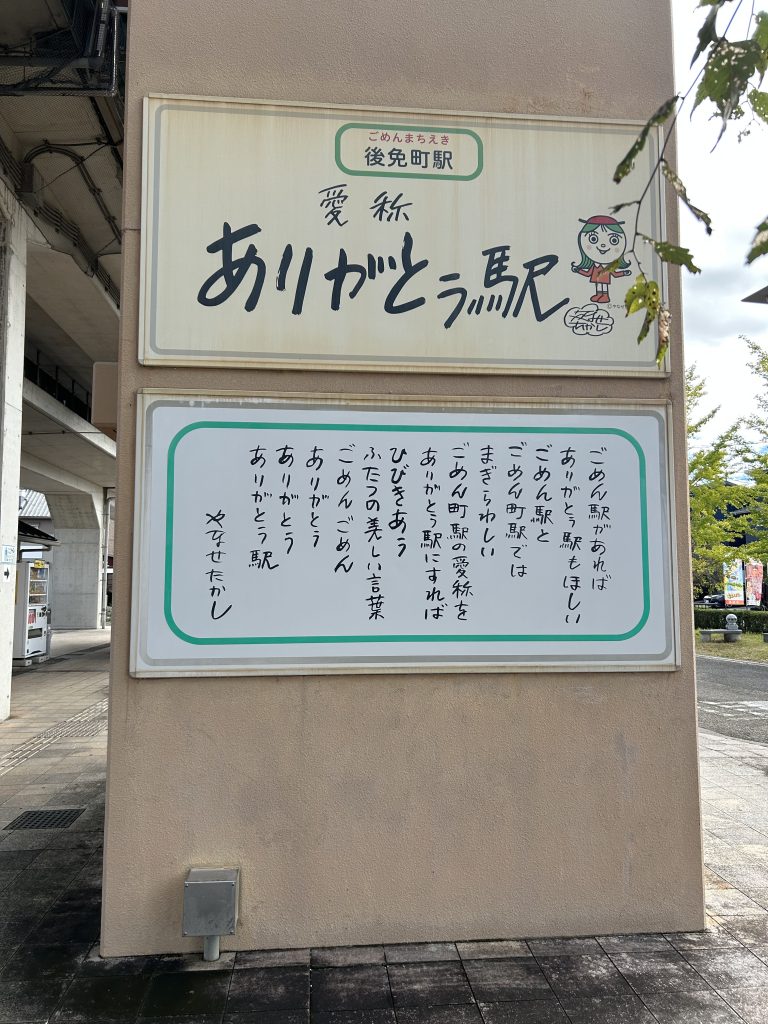 ごめんまちえき
後免町駅
愛称
ありがとう駅
ごめん駅があれば
ありがとう駅もほしい
ごめん駅と
ごめん町駅では
まぎらわしい
ごめん町駅の愛称を
ありがとう駅にすれば
ひびきあう
ふたつの美しい言葉
ごめんごめん
ありがとう
ありがとう
ありがとう駅
やなせたかし